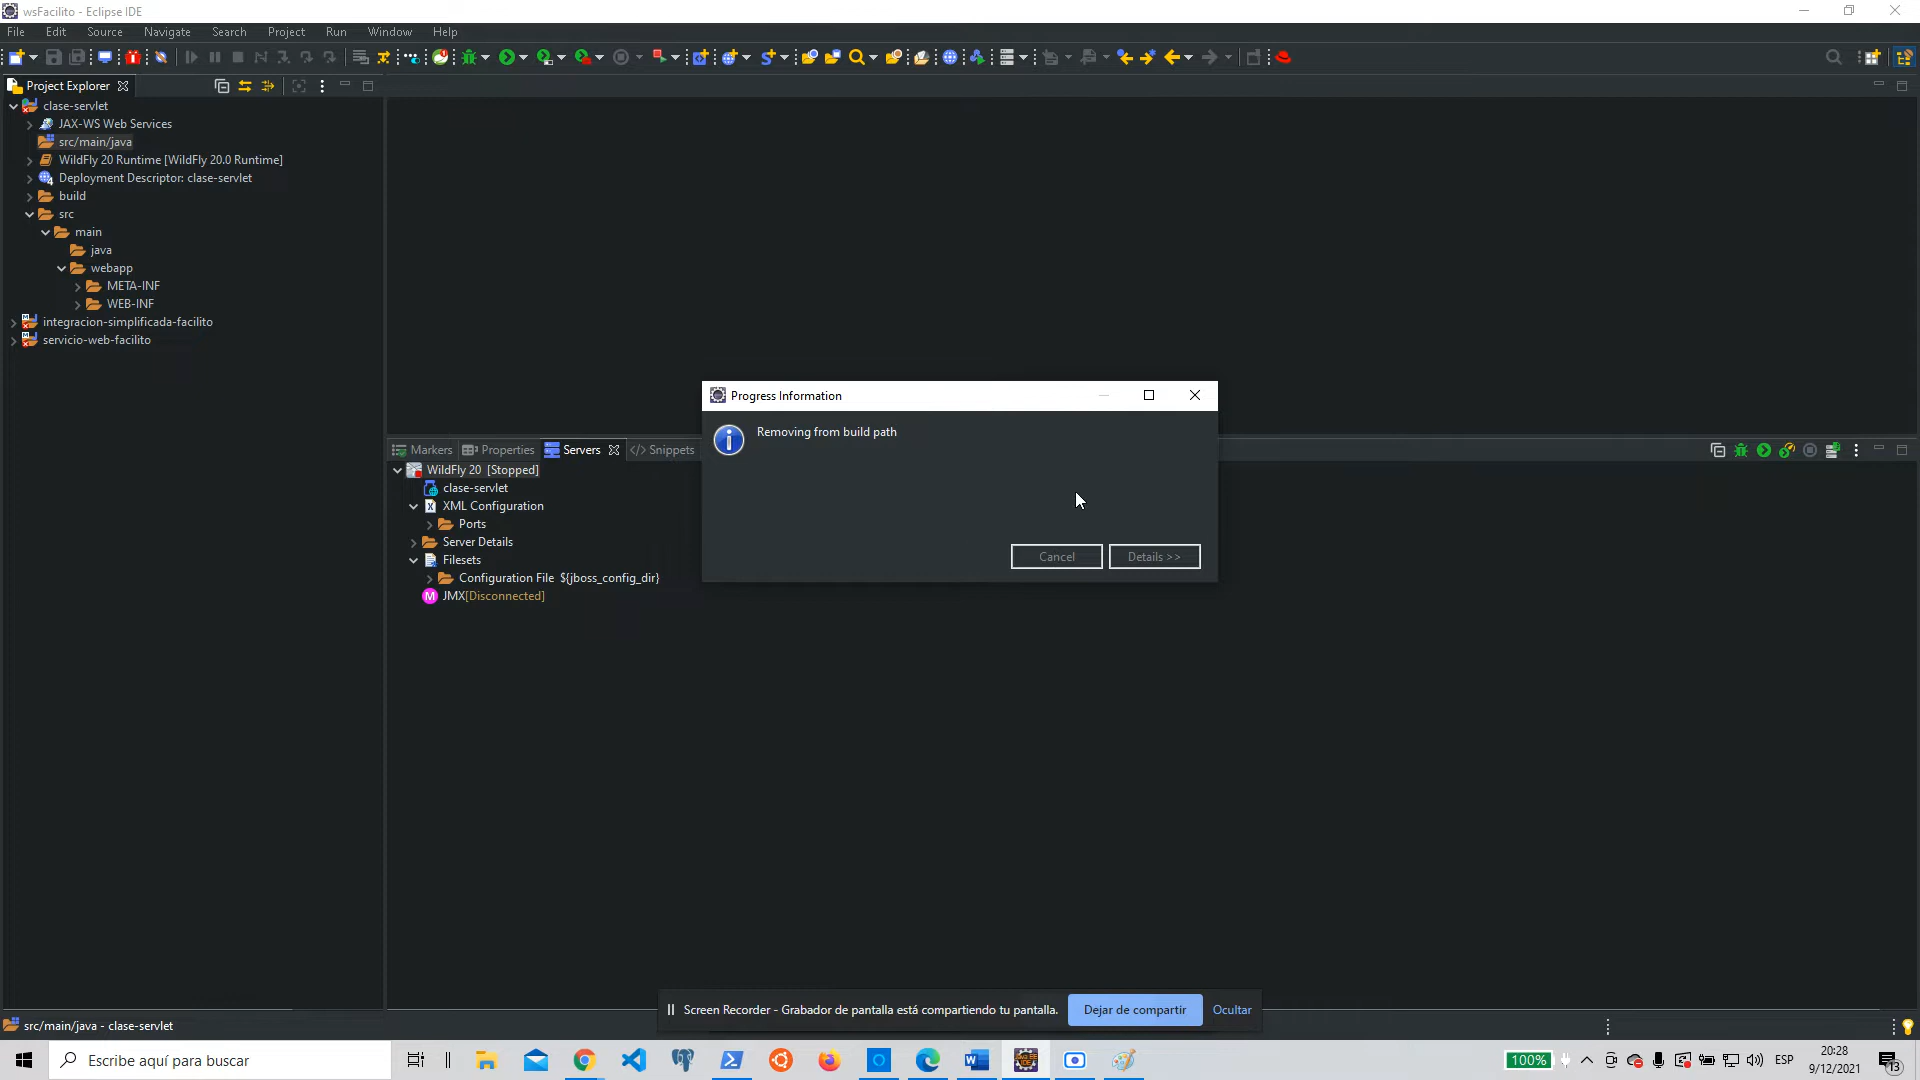 wsFacilito - Eclipse IDE
File Edit Source Navigate Search Project Run Window Help
Project Explorer
clase-servlet
JAX-WS Web Services
src/main/java
WildFly 20 Runtime [WildFly 20.0 Runtime]
Deployment Descriptor: clase-servlet
build
src
main
java
webapp
META-INF
WEB-INF
integracion-simplificada-facilito
servicio-web-facilito
Progress Information
Removing from build path
Cancel Details >>
Markers Properties Servers Snippets
WildFly 20 [Stopped]
clase-servlet
XML Configuration
Ports
Server Details
Filesets
Configuration File ${jboss_config_dir}
JMX[Disconnected]
Screen Recorder - Grabador de pantalla está compartiendo tu pantalla. Dejar de compartir Ocultar
src/main/java - clase-servlet
Escribe aquí para buscar
100%
ESP
20:28
9/12/2021
13